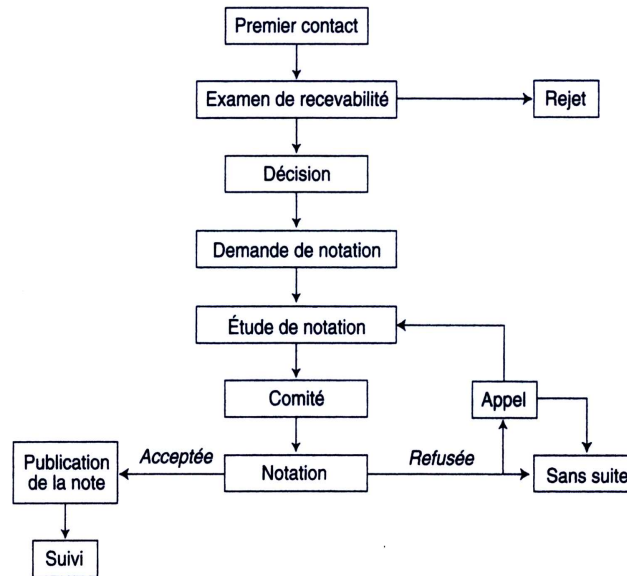 Premier contact
Examen de recevabilité
Rejet
Décision
Demande de notation
Étude de notation
Comité
Appel
Publication
de la note
Acceptée
Notation
Refusée
Sans suite
Suivi